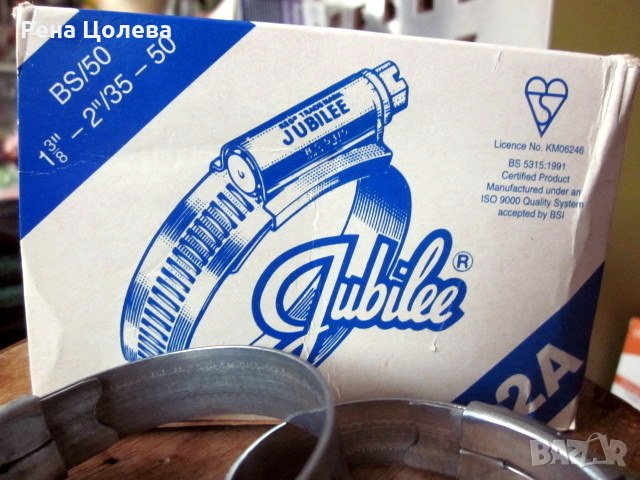 Рена Цолева
BS/50
1 3/8 – 2"/35 – 50
JUBILEE
Licence No. KM06246
BS 5315:1991
Certified Product
Manufactured under an
ISO 9000 Quality System
accepted by BSI
Jubilee®
2A
BAZAR